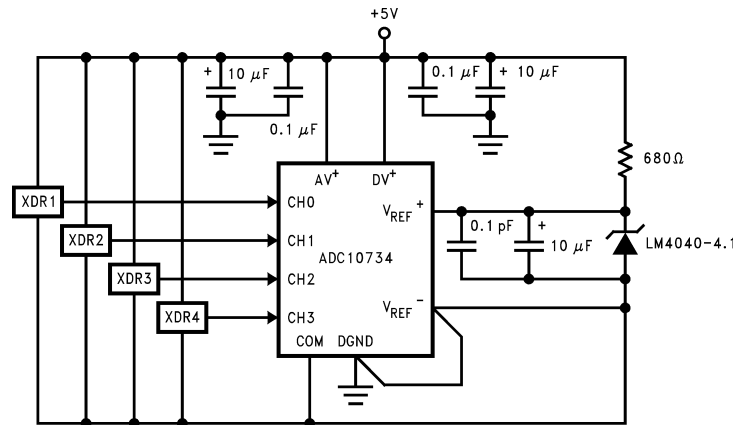 +5V
+ 10 μF
0.1 μF
0.1 μF
+ 10 μF
680Ω
AV+
DV+
XDR1
CH0
VREF+
0.1 pF
+
10 μF
LM4040-4.1
XDR2
CH1
ADC10734
XDR3
CH2
XDR4
CH3
VREF−
COM DGND